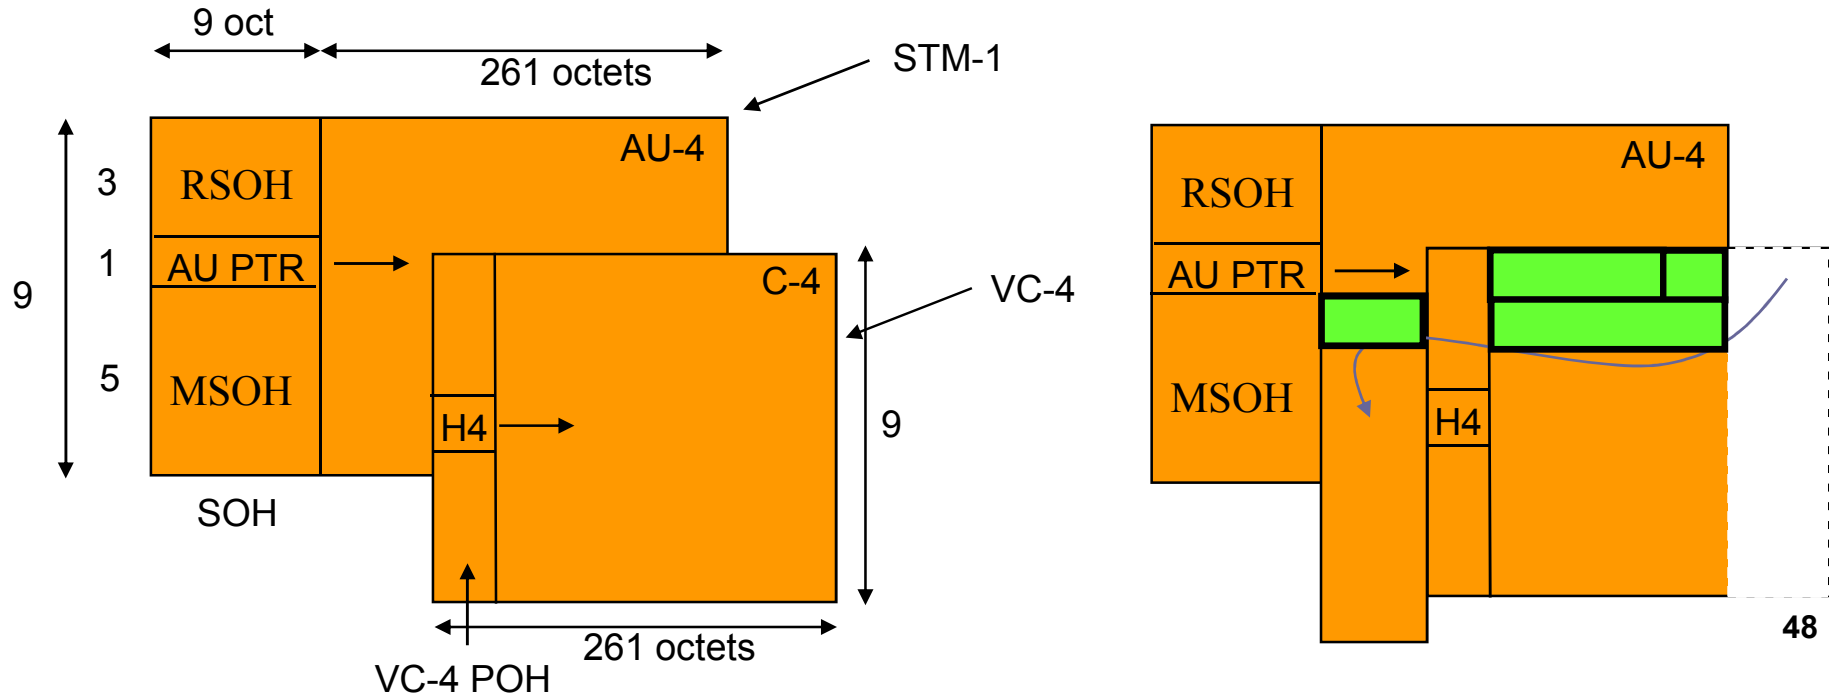 9 oct
261 octets
STM-1
AU-4
3
RSOH
1
AU PTR
9
C-4
VC-4
5
MSOH
H4
9
SOH
261 octets
VC-4 POH
AU-4
RSOH
AU PTR
MSOH
H4
48